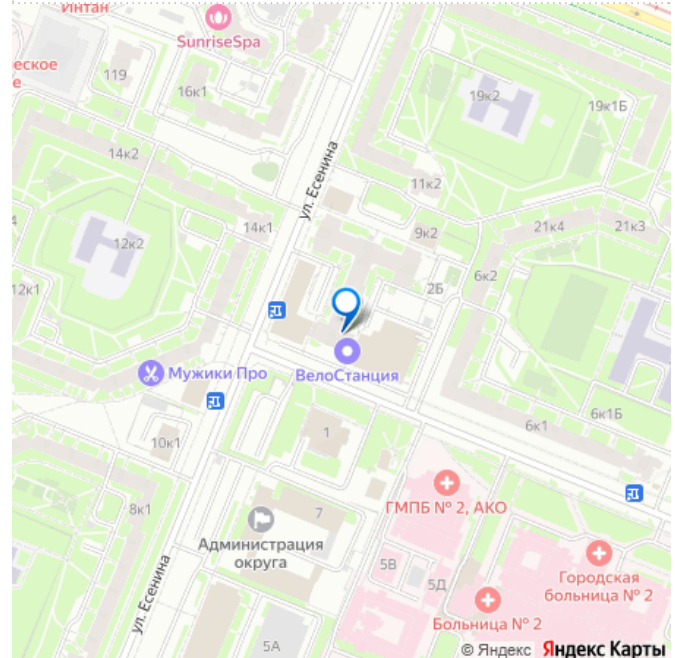 Интан
SunriseSpa
еское
е
119
16к1
19к2
19к1Б
14к2
ул. Есенина
11к2
14к1
9к2
21к4
21к3
4
12к2
6к2
12к1
2Б
Мужики Про
ВелоСтанция
10к1
1
6к1
6к1Б
8к1
7
ГМПБ № 2, АКО
Администрация
округа
5В
5Д
Городская
больница № 2
ул. Есенина
Больница № 2
5А
© Яндекс Яндекс Карты